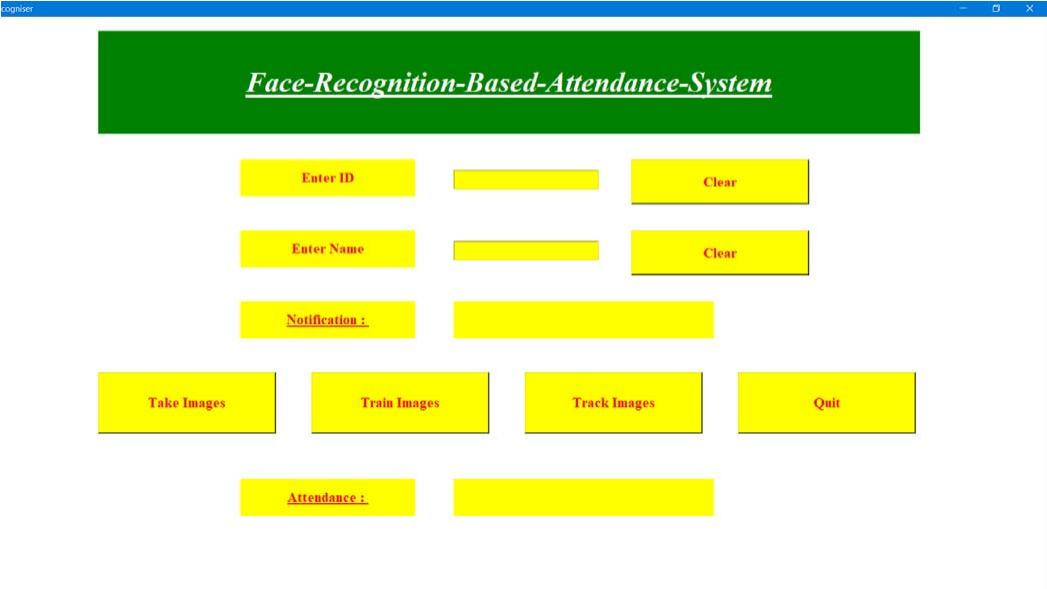 cogniser
Face-Recognition-Based-Attendance-System
Enter ID
Clear
Enter Name
Clear
Notification :
Take Images
Train Images
Track Images
Quit
Attendance :